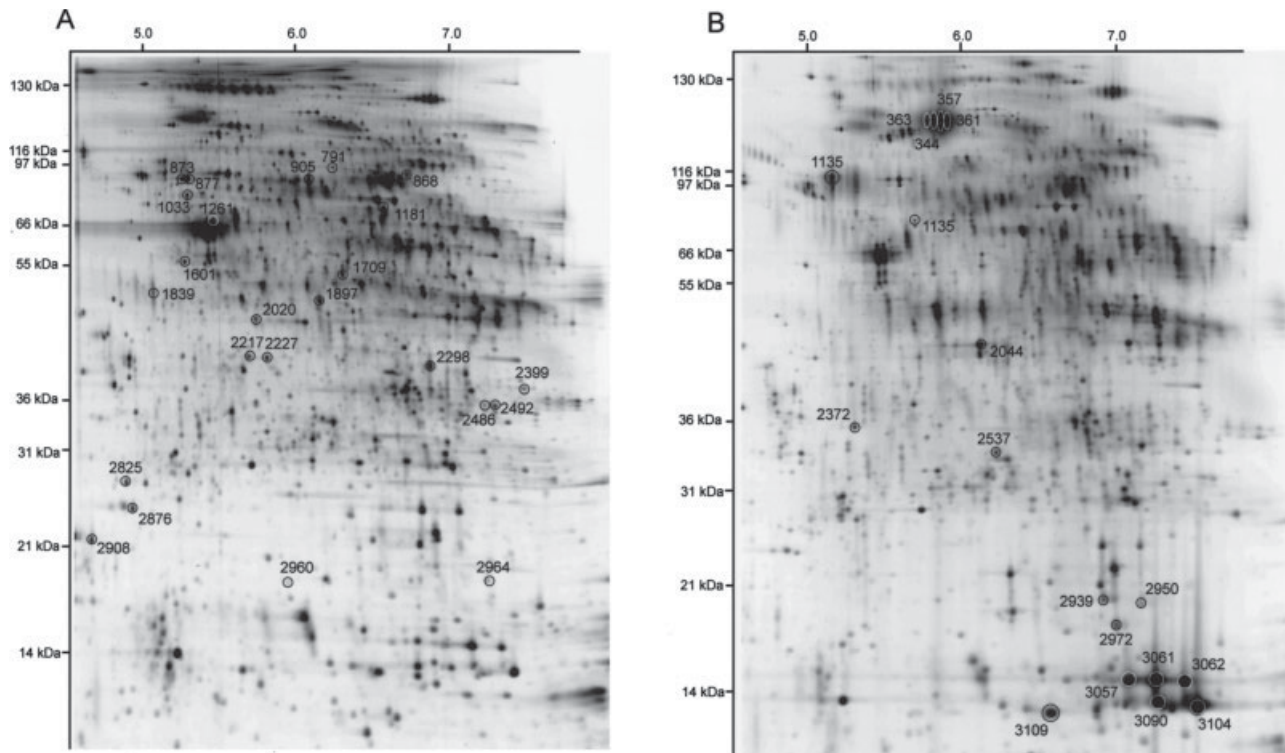 A
5.0 6.0 7.0
130 kDa
116 kDa
97 kDa
66 kDa
55 kDa
36 kDa
31 kDa
21 kDa
14 kDa
791
873
905
877
868
1033
1261
1181
1601
1709
1839
1897
2020
2217
2227
2298
2399
2486
2492
2825
2876
2908
2960
2964
B
5.0 6.0 7.0
130 kDa
116 kDa
97 kDa
66 kDa
55 kDa
36 kDa
31 kDa
21 kDa
14 kDa
357
363
361
344
1135
1135
2044
2372
2537
2939
2950
2972
3061
3062
3057
3090
3104
3109